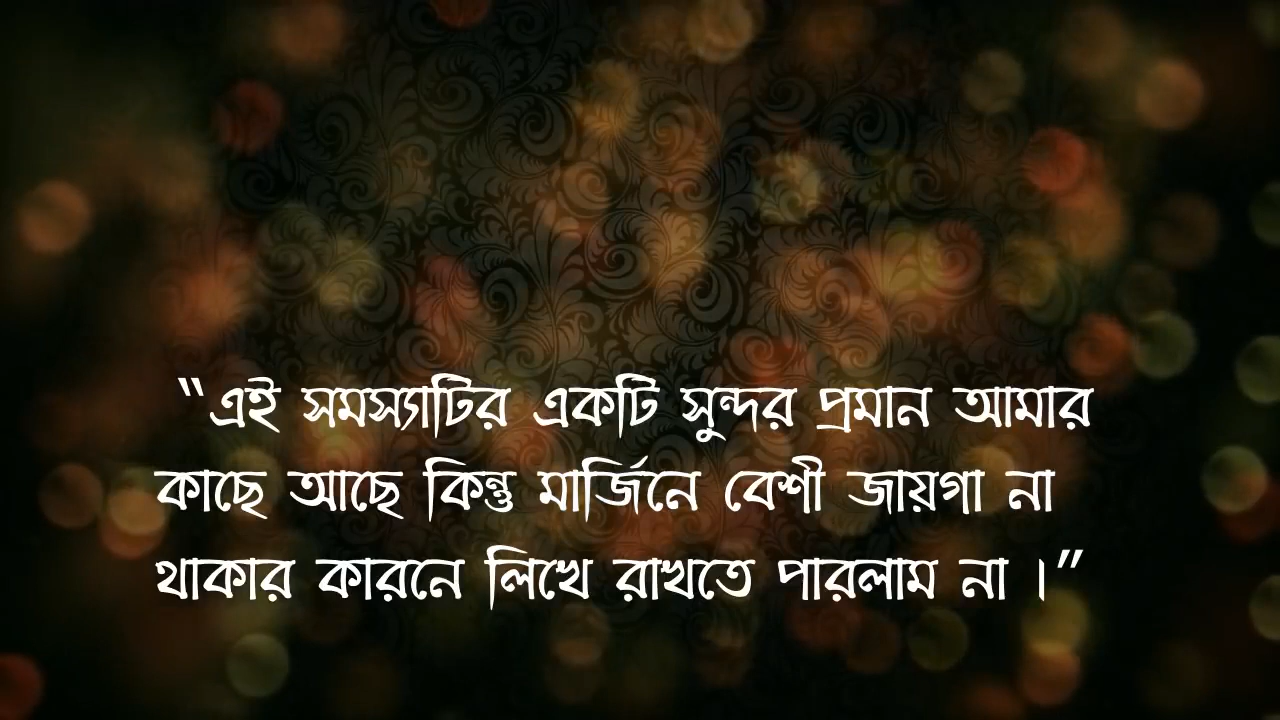 “এই সমস্যাটির একটি সুন্দর প্রমান আমার
কাছে আছে কিন্তু মার্জিনে বেশী জায়গা না
থাকার কারনে লিখে রাখতে পারলাম না ।”